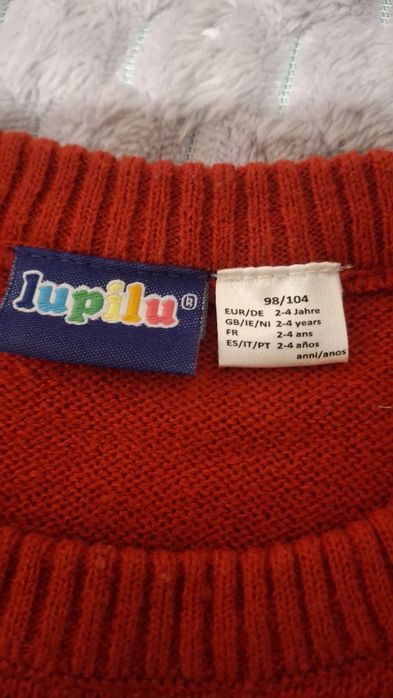 lupilu®
98/104
EUR/DE 2-4 Jahre
GB/IE/NI 2-4 years
FR 2-4 ans
ES/IT/PT 2-4 años
anni/anos